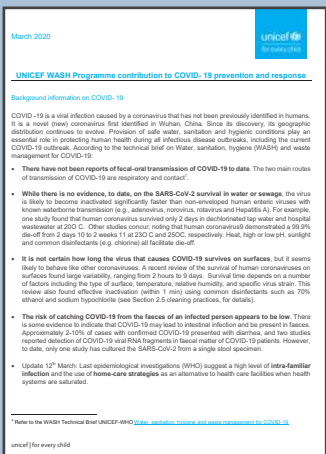 March 2020
unicef
for every child
UNICEF WASH Programme contribution to COVID- 19 prevention and response
Background information on COVID- 19
COVID -19 is a viral infection caused by a coronavirus that has not been previously identified in humans.
It is a novel (new) coronavirus first identified in Wuhan, China. Since its discovery, its geographic
distribution continues to evolve. Provision of safe water, sanitation and hygienic conditions play an
essential role in protecting human health during all infectious disease outbreaks, including the current
COVID-19 outbreak. According to the technical brief on Water, sanitation, hygiene (WASH) and waste
management for COVID-19:
• There have not been reports of fecal-oral transmission of COVID-19 to date. The two main routes
of transmission of COVID-19 are respiratory and contact¹.
• While there is no evidence, to date, on the SARS-CoV-2 survival in water or sewage, the virus
is likely to become inactivated significantly faster than non-enveloped human enteric viruses with
known waterborne transmission (e.g., adenovirus, norovirus, rotavirus and Hepatitis A). For example,
one study found that human coronavirus survived only 2 days in dechlorinated tap water and hospital
wastewater at 20O C. Other studies concur; noting that human coronavirus9 demonstrated a 99.9%
die-off from 2 days 10 to 2 weeks 11 at 23O C and 25OC, respectively. Heat, high or low pH, sunlight
and common disinfectants (e.g. chlorine) all facilitate die-off.
• It is not certain how long the virus that causes COVID-19 survives on surfaces, but it seems
likely to behave like other coronaviruses. A recent review of the survival of human coronaviruses on
surfaces found large variability, ranging from 2 hours to 9 days. Survival time depends on a number
of factors including the type of surface, temperature, relative humidity, and specific virus strain. This
review also found effective inactivation (within 1 min) using common disinfectants such as 70%
ethanol and sodium hypochlorite (see Section 2.5 cleaning practices, for details).
• The risk of catching COVID-19 from the faeces of an infected person appears to be low. There
is some evidence to indicate that COVID-19 may lead to intestinal infection and be present in faeces.
Approximately 2-10% of cases with confirmed COVID-19 presented with diarrhea, and two studies
reported detection of COVID-19 viral RNA fragments in faecal matter of COVID-19 patients. However,
to date, only one study has cultured the SARS-CoV-2 from a single stool specimen.
• Update 12th March: Last epidemiological investigations (WHO) suggest a high level of intra-familiar
infection and the use of home-care strategies as an alternative to health care facilities when health
systems are saturated.
¹ Refer to the WASH Technical Brief UNICEF-WHO Water, sanitation, hygiene and waste management for COVID-19
unicef | for every child